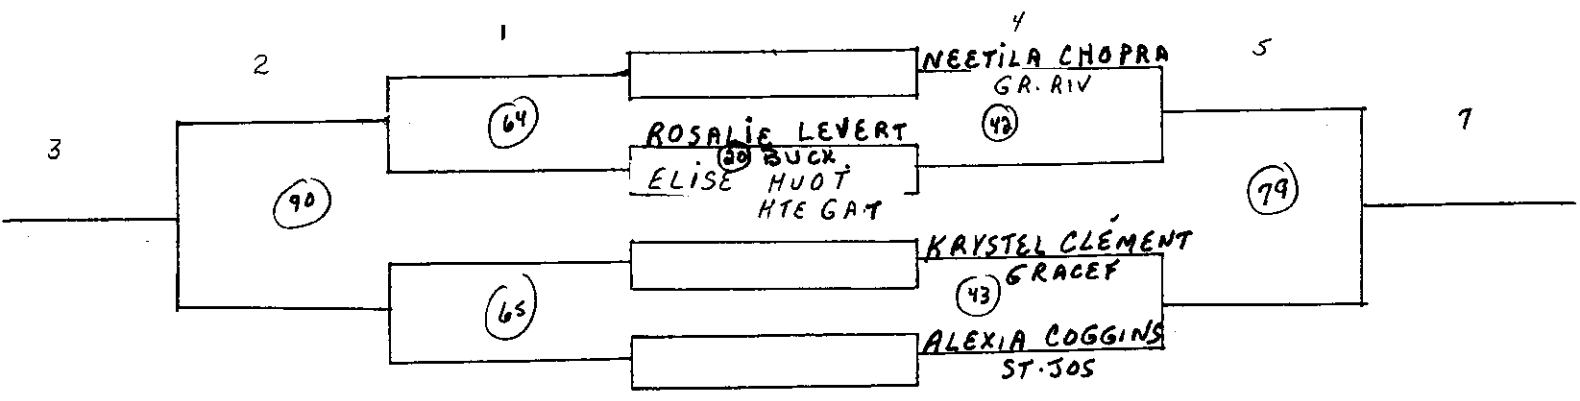 1
4
2
5
NEETiLA CHOPRA
GR. RIV
64
42
7
3
ROSALiE LEVERT
20 BUCK.
ELiSE HUOT.
HTE GAT
90
79
KRYSTEL CLÉMENT
GRACEF
43
65
ALEXIA COGGINS
ST. JOS